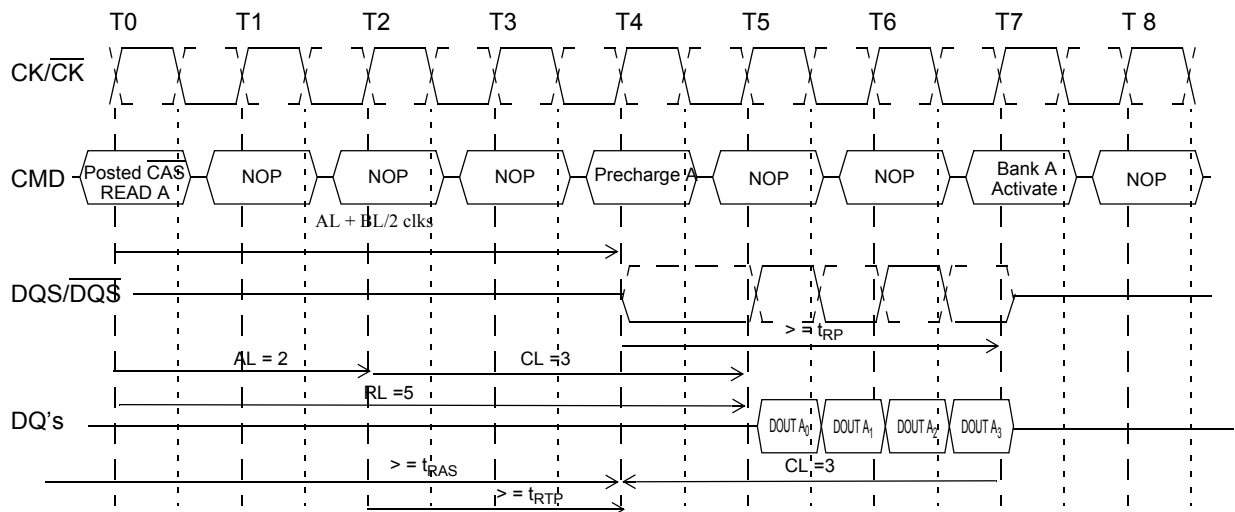 T0 T1 T2 T3 T4 T5 T6 T7 T 8
CK/CK
CMD Posted CAS READ A NOP NOP NOP Precharge A NOP NOP Bank A Activate NOP
AL + BL/2 clks
DQS/DQS
> = tRP
AL = 2 CL =3
RL =5
DQ's DOUT A0 DOUT A1 DOUT A2 DOUT A3
> = tRAS CL =3
> = tRTP